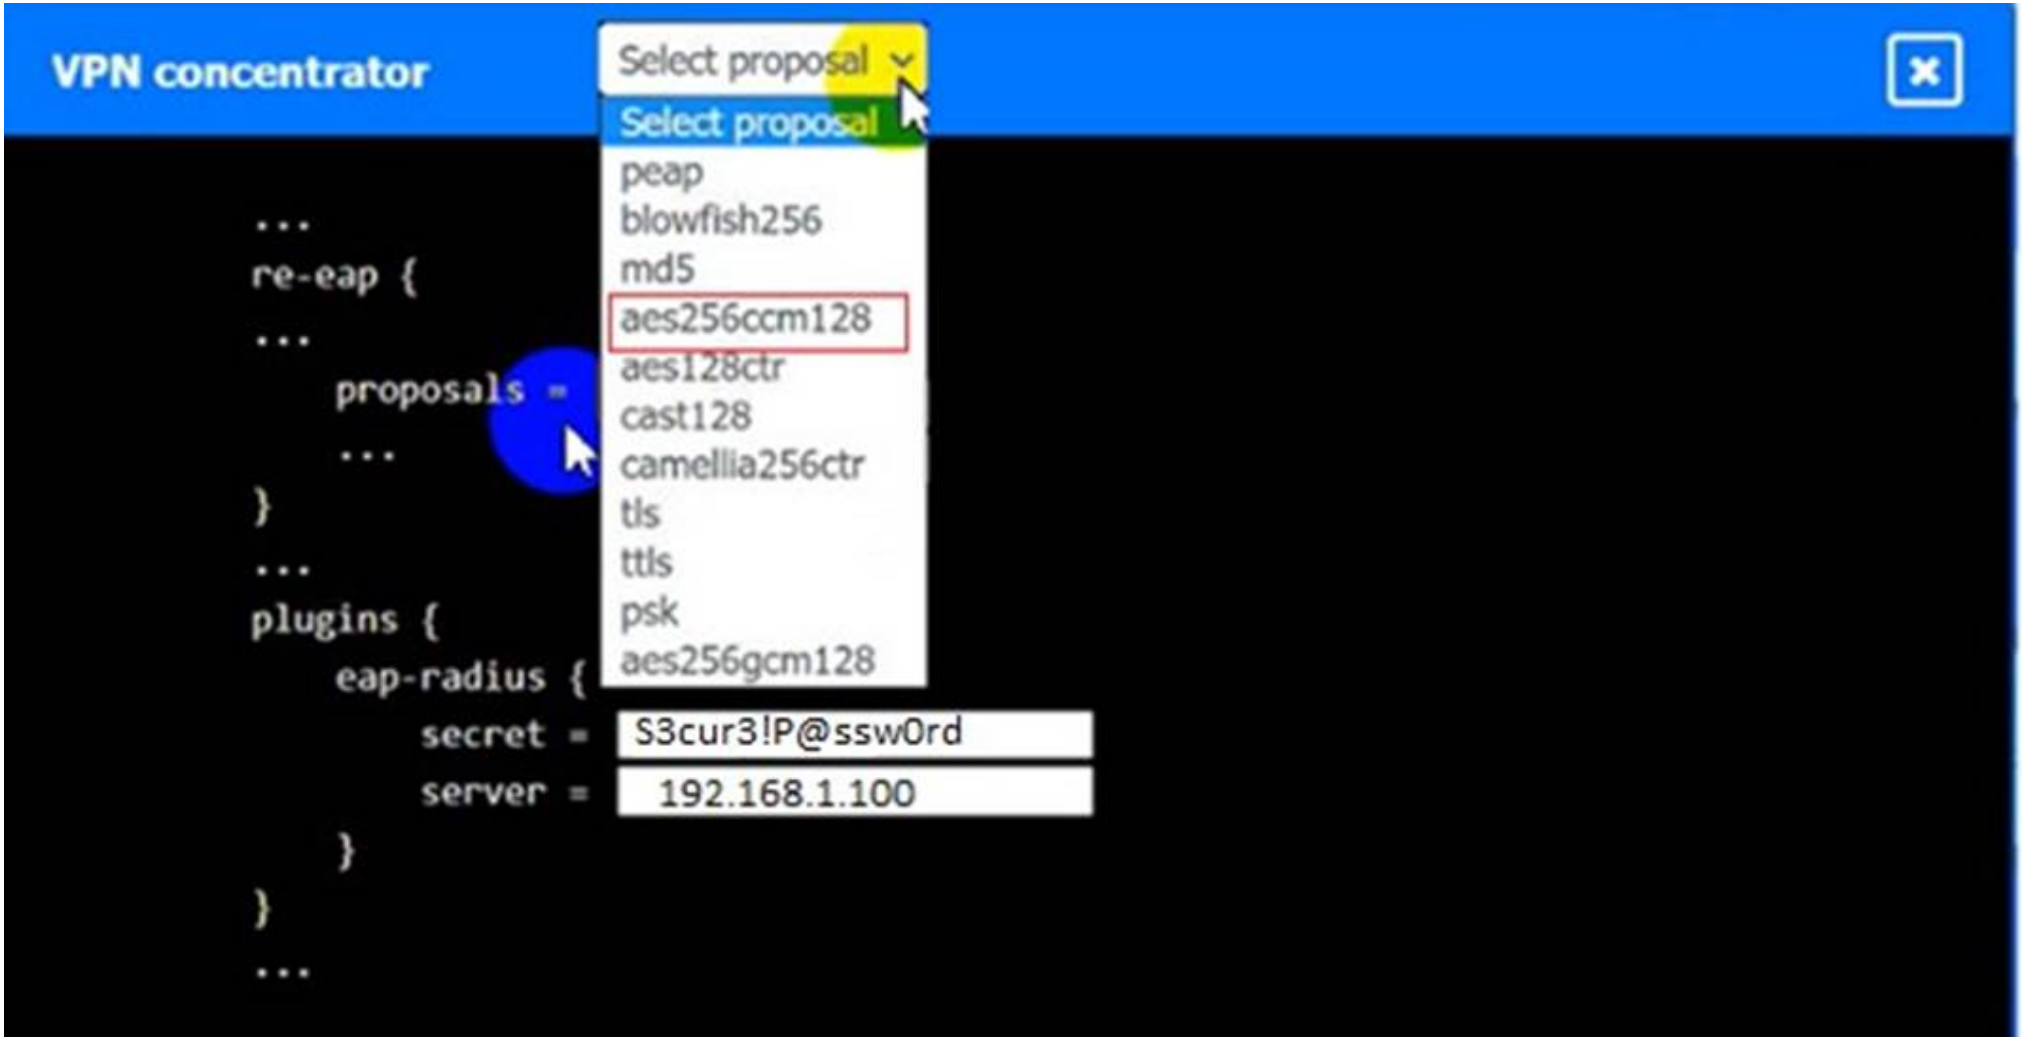 VPN concentrator
Select proposal
Select proposal
peap
blowfish256
md5
aes256ccm128
aes128ctr
cast128
camellia256ctr
tls
ttls
psk
aes256gcm128
...
re-eap {
...
proposals =
...
}
...
plugins {
eap-radius {
secret = S3cur3!P@ssw0rd
server = 192.168.1.100
}
}
...